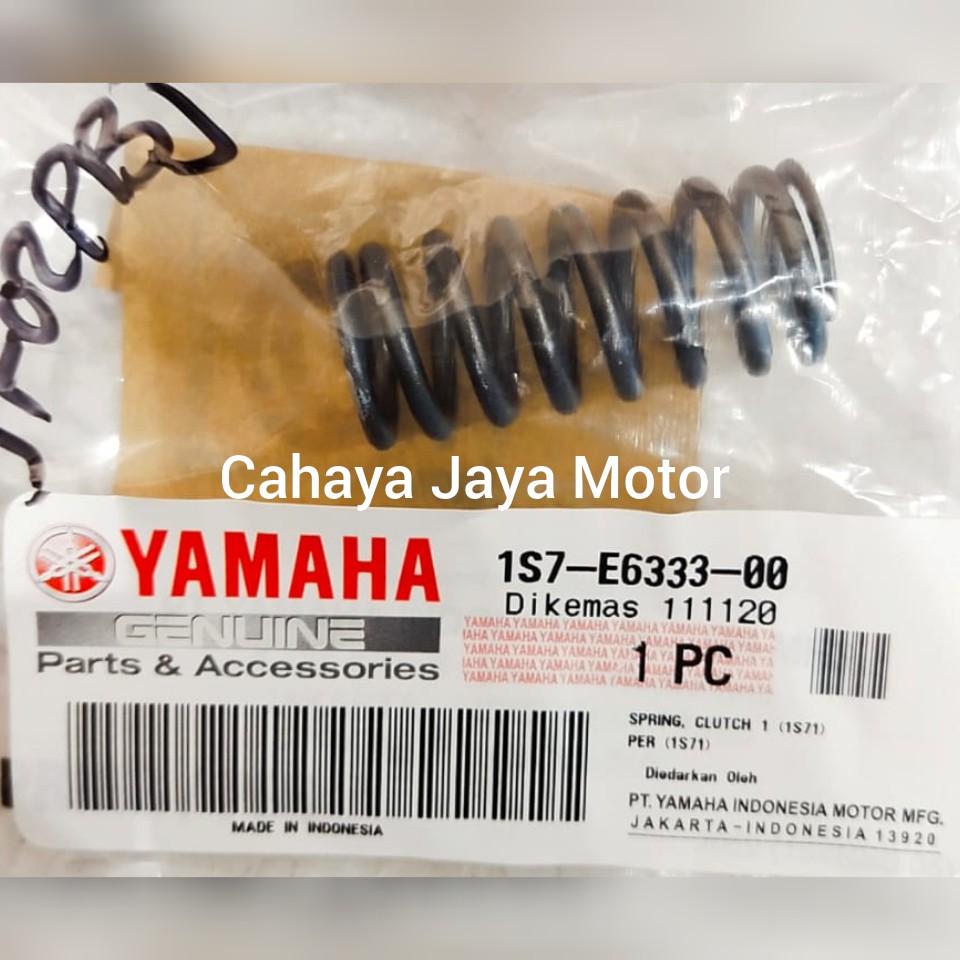 Cahaya Jaya Motor
YAMAHA
GENUINE
Parts & Accessories
1S7-E6333-00
Dikemas 111120
1 PC
SPRING, CLUTCH 1 (1S71)
PER (1S71)
Diedarkan Oleh
PT. YAMAHA INDONESIA MOTOR MFG.
JAKARTA-INDONESIA 13920
MADE IN INDONESIA